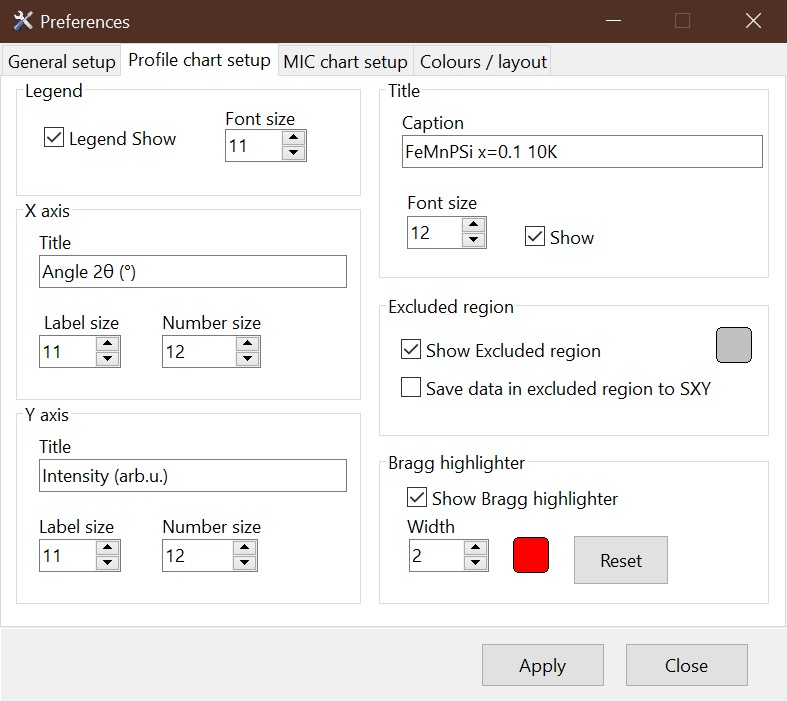 Preferences
General setup
Profile chart setup
MIC chart setup
Colours / layout
Legend
Legend Show
Font size
11
X axis
Title
Angle 2θ (°)
Label size
Number size
11
12
Y axis
Title
Intensity (arb.u.)
Label size
Number size
11
12
Title
Caption
FeMnPSi x=0.1 10K
Font size
12
Show
Excluded region
Show Excluded region
Save data in excluded region to SXY
Bragg highlighter
Show Bragg highlighter
Width
2
Reset
Apply
Close